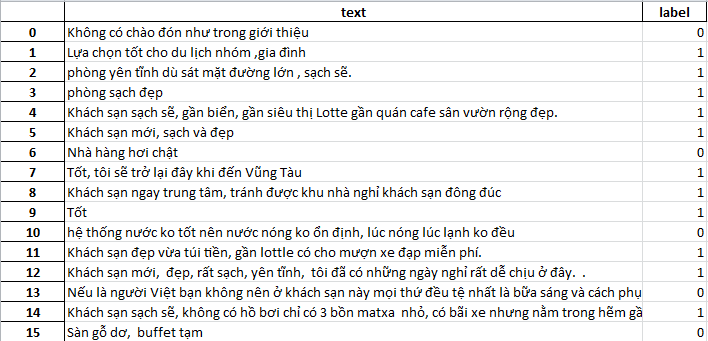 text label
0 Không có chào đón như trong giới thiệu 0
1 Lựa chọn tốt cho du lịch nhóm ,gia đình 1
2 phòng yên tĩnh dù sát mặt đường lớn , sạch sẽ. 1
3 phòng sạch đẹp 1
4 Khách sạn sạch sẽ, gần biển, gần siêu thị Lotte gần quán cafe sân vườn rộng đẹp. 1
5 Khách sạn mới, sạch và đẹp 1
6 Nhà hàng hơi chật 0
7 Tốt, tôi sẽ trở lại đây khi đến Vũng Tàu 1
8 Khách sạn ngay trung tâm, tránh được khu nhà nghỉ khách sạn đông đúc 1
9 Tốt 1
10 hệ thống nước ko tốt nên nước nóng ko ổn định, lúc nóng lúc lạnh ko đều 0
11 Khách sạn đẹp vừa túi tiền, gần lottle có cho mượn xe đạp miễn phí. 1
12 Khách sạn mới, đẹp, rất sạch, yên tĩnh, tôi đã có những ngày nghỉ rất dễ chịu ở đây. . 1
13 Nếu là người Việt bạn không nên ở khách sạn này mọi thứ đều tệ nhất là bữa sáng và cách phụ 0
14 Khách sạn sạch sẽ, không có hồ bơi chỉ có 3 bồn matxa nhỏ, có bãi xe nhưng nằm trong hẽm gầ 1
15 Sàn gỗ dơ, buffet tạm 0